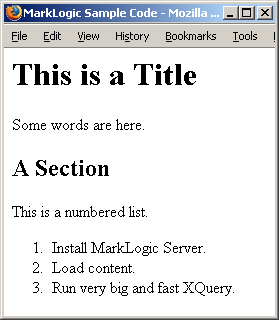 MarkLogic Sample Code - Mozilla ...
File Edit View History Bookmarks Tools
This is a Title
Some words are here.
A Section
This is a numbered list.
1. Install MarkLogic Server.
2. Load content.
3. Run very big and fast XQuery.